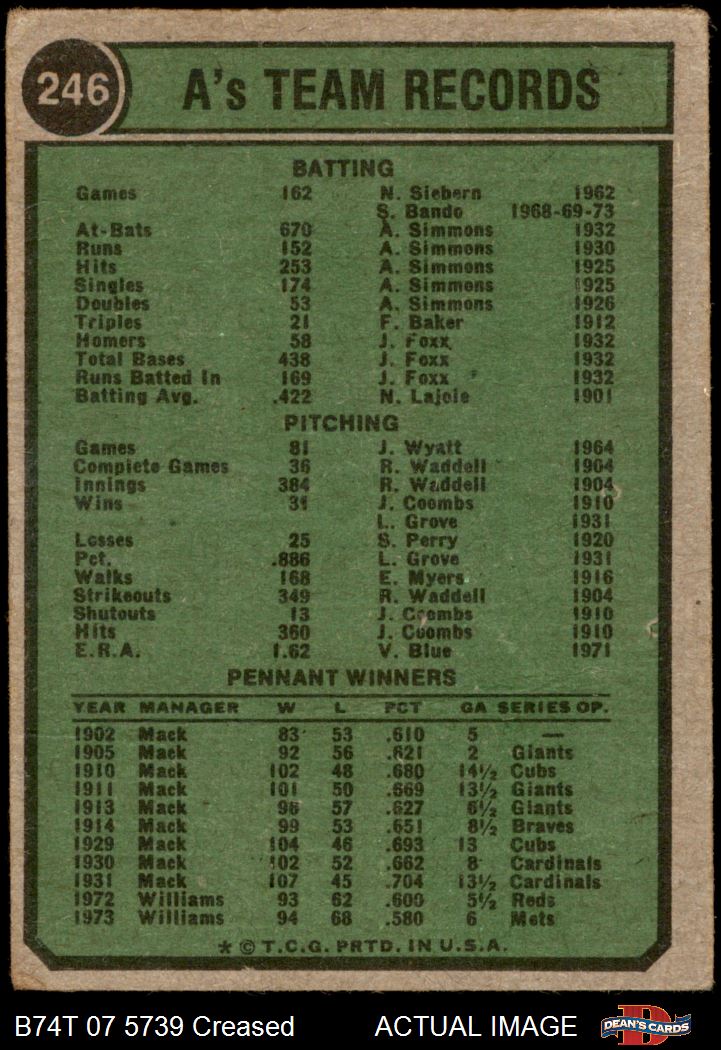 246 A's TEAM RECORDS
BATTING
Games 162 N. Siebern 1962
S. Bando 1968-69-73
At-Bats 670 A. Simmons 1932
Runs 152 A. Simmons 1930
Hits 253 A. Simmons 1925
Singles 174 A. Simmons 1925
Doubles 53 A. Simmons 1926
Triples 21 F. Baker 1912
Homers 58 J. Foxx 1932
Total Bases 438 J. Foxx 1932
Runs Batted In 169 J. Foxx 1932
Batting Avg. .422 N. Lajoie 1901
PITCHING
Games 81 J. Wyatt 1964
Complete Games 36 R. Waddell 1904
Innings 384 R. Waddell 1904
Wins 31 J. Coombs 1910
L. Grove 1931
Losses 25 S. Perry 1920
Pct. .886 L. Grove 1931
Walks 168 E. Myers 1916
Strikeouts 349 R. Waddell 1904
Shutouts 13 J. Coombs 1910
Hits 360 J. Coombs 1910
E.R.A. 1.62 V. Blue 1971
PENNANT WINNERS
YEAR MANAGER W L PCT GA SERIES OP.
1902 Mack 83 53 .610 5 —
1905 Mack 92 56 .621 2 Giants
1910 Mack 102 48 .680 14½ Cubs
1911 Mack 101 50 .669 13½ Giants
1913 Mack 96 57 .627 6½ Giants
1914 Mack 99 53 .651 8½ Braves
1929 Mack 104 46 .693 13 Cubs
1930 Mack 102 52 .662 8 Cardinals
1931 Mack 107 45 .704 13½ Cardinals
1972 Williams 93 62 .600 5½ Reds
1973 Williams 94 68 .580 6 Mets
* © T.C.G. PRTD. IN U.S.A.
B74T 07 5739 Creased ACTUAL IMAGE DEAN'S CARDS